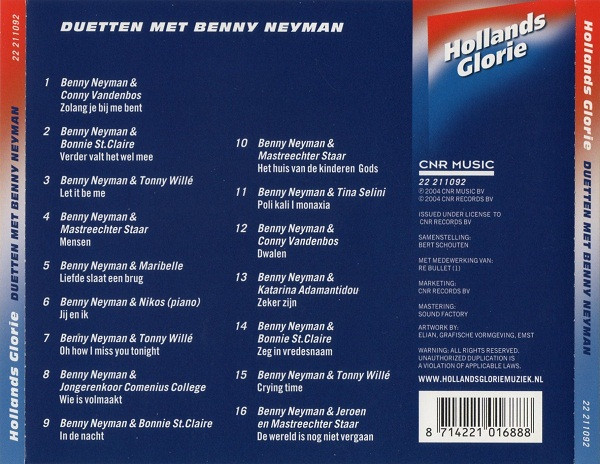 22 211092
Hollands Glorie DUETTEN MET BENNY NEYMAN
DUETTEN MET BENNY NEYMAN
1 Benny Neyman &
Conny Vandenbos
Zolang je bij me bent
2 Benny Neyman &
Bonnie St.Claire
Verder valt het wel mee
3 Benny Neyman & Tonny Willé
Let it be me
4 Benny Neyman &
Mastreechter Staar
Mensen
5 Benny Neyman & Maribelle
Liefde slaat een brug
6 Benny Neyman & Nikos (piano)
Jij en ik
7 Benny Neyman & Tonny Willé
Oh how I miss you tonight
8 Benny Neyman &
Jongerenkoor Comenius College
Wie is volmaakt
9 Benny Neyman & Bonnie St.Claire
In de nacht
10 Benny Neyman &
Mastreechter Staar
Het huis van de kinderen Gods
11 Benny Neyman & Tina Selini
Poli kali l monaxia
12 Benny Neyman &
Conny Vandenbos
Dwalen
13 Benny Neyman &
Katarina Adamantidou
Zeker zijn
14 Benny Neyman &
Bonnie St.Claire
Zeg in vredesnaam
15 Benny Neyman & Tonny Willé
Crying time
16 Benny Neyman & Jeroen
en Mastreechter Staar
De wereld is nog niet vergaan
Hollands
Glorie
CNR MUSIC
22 211092
℗ 2004 CNR MUSIC BV
© 2004 CNR RECORDS BV
ISSUED UNDER LICENSE TO
CNR RECORDS BV
SAMENSTELLING:
BERT SCHOUTEN
MET MEDEWERKING VAN:
RE BULLET (1)
MARKETING:
CNR RECORDS BV
MASTERING:
SOUND FACTORY
ARTWORK BY:
ELIAN, GRAFISCHE VORMGEVING, EMST
WARNING: ALL RIGHTS RESERVED.
UNAUTHORIZED DUPLICATION IS
A VIOLATION OF APPLICABLE LAWS.
WWW.HOLLANDSGLORIEMUZIEK.NL
8 714221 016888
Hollands Glorie DUETTEN MET BENNY NEYMAN
22 211092